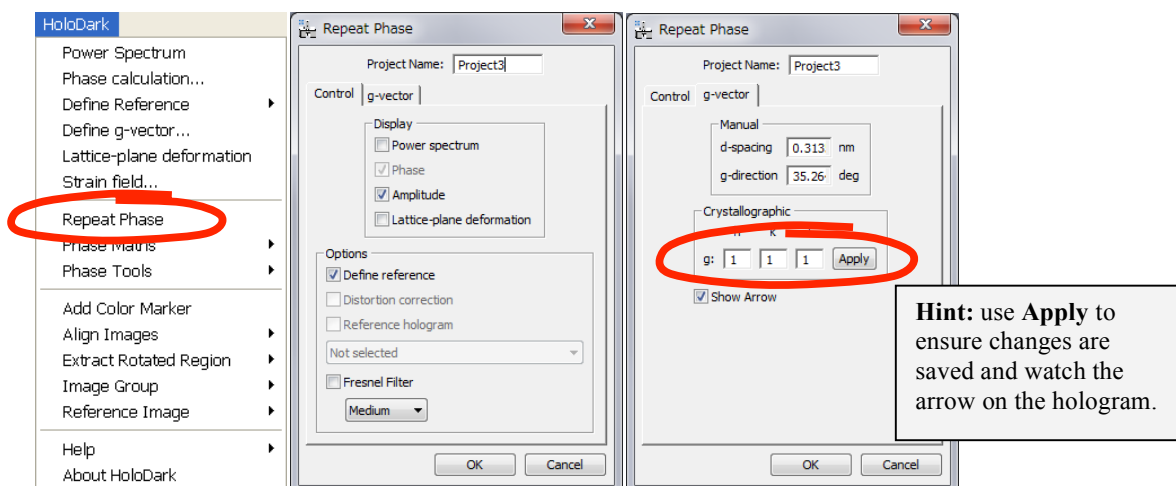 HoloDark
Power Spectrum
Phase calculation...
Define Reference
Define g-vector...
Lattice-plane deformation
Strain field...
Repeat Phase
Phase Maths
Phase Tools
Add Color Marker
Align Images
Extract Rotated Region
Image Group
Reference Image
Help
About HoloDark
Repeat Phase
Project Name: Project3
Control g-vector
Display
Power spectrum
Phase
Amplitude
Lattice-plane deformation
Options
Define reference
Distortion correction
Reference hologram
Not selected
Fresnel Filter
Medium
OK Cancel
Repeat Phase
Project Name: Project3
Control g-vector
Manual
d-spacing 0.313 nm
g-direction 35.26 deg
Crystallographic
K
g: 1 1 1 Apply
Show Arrow
OK Cancel
Hint: use Apply to
ensure changes are
saved and watch the
arrow on the hologram.